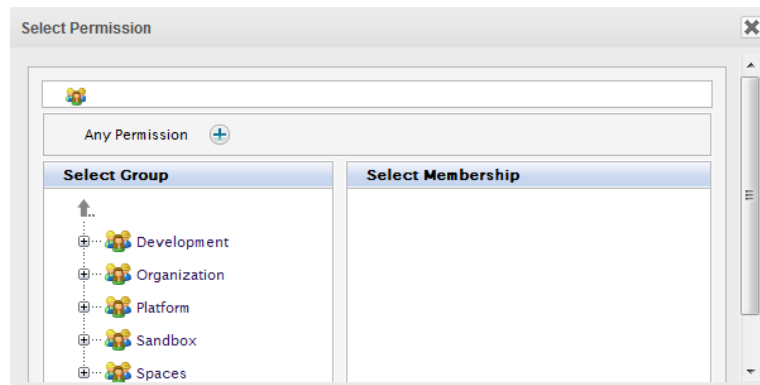 Select Permission
Any Permission
Select Group
Select Membership
Development
Organization
Platform
Sandbox
Spaces